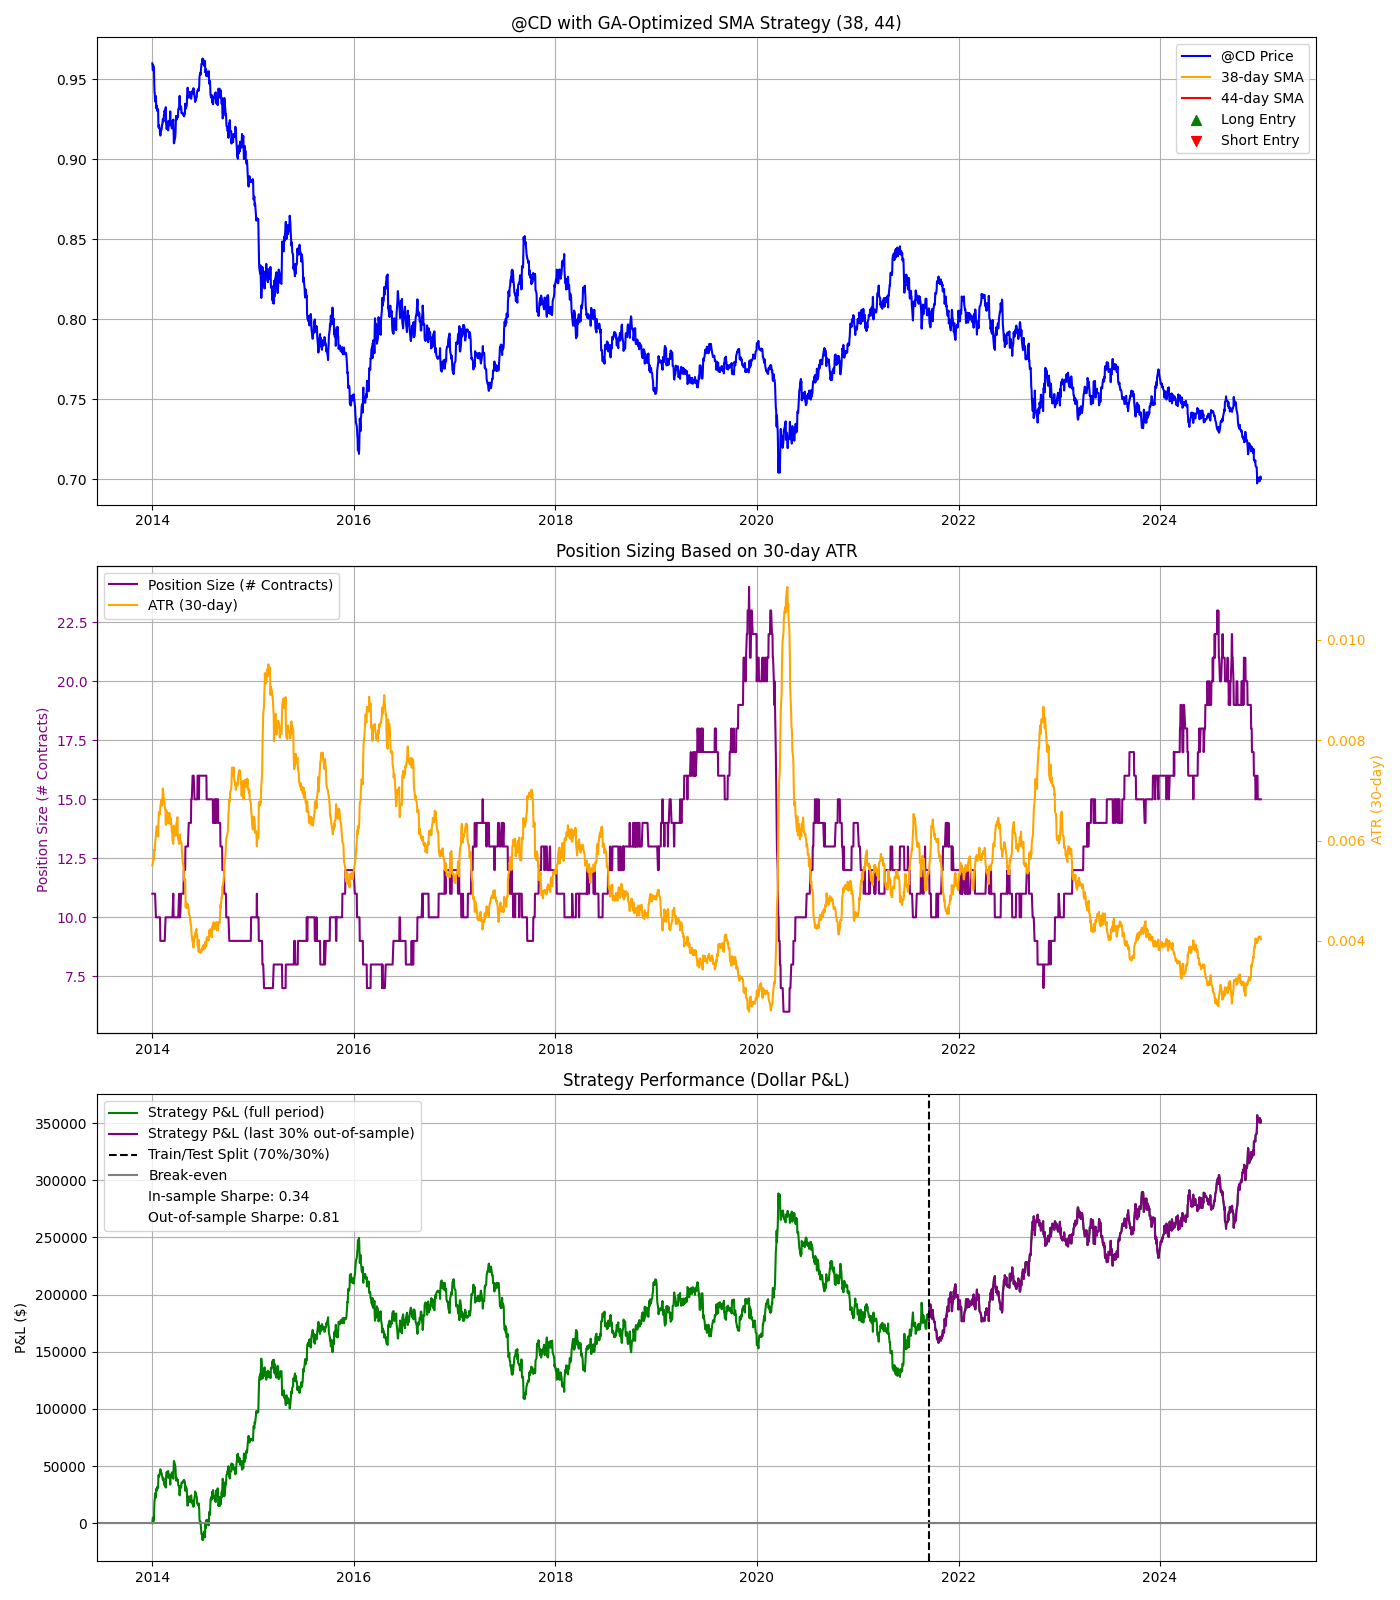 @CD with GA-Optimized SMA Strategy (38, 44)
@CD Price
38-day SMA
44-day SMA
Long Entry
Short Entry
0.95
0.90
0.85
0.80
0.75
0.70
2014 2016 2018 2020 2022 2024
Position Sizing Based on 30-day ATR
Position Size (# Contracts)
ATR (30-day)
Position Size (# Contracts)
22.5
20.0
17.5
15.0
12.5
10.0
7.5
0.010
0.008
0.006
0.004
ATR (30-day)
2014 2016 2018 2020 2022 2024
Strategy Performance (Dollar P&L)
Strategy P&L (full period)
Strategy P&L (last 30% out-of-sample)
Train/Test Split (70%/30%)
Break-even
In-sample Sharpe: 0.34
Out-of-sample Sharpe: 0.81
P&L ($)
350000
300000
250000
200000
150000
100000
50000
0
2014 2016 2018 2020 2022 2024